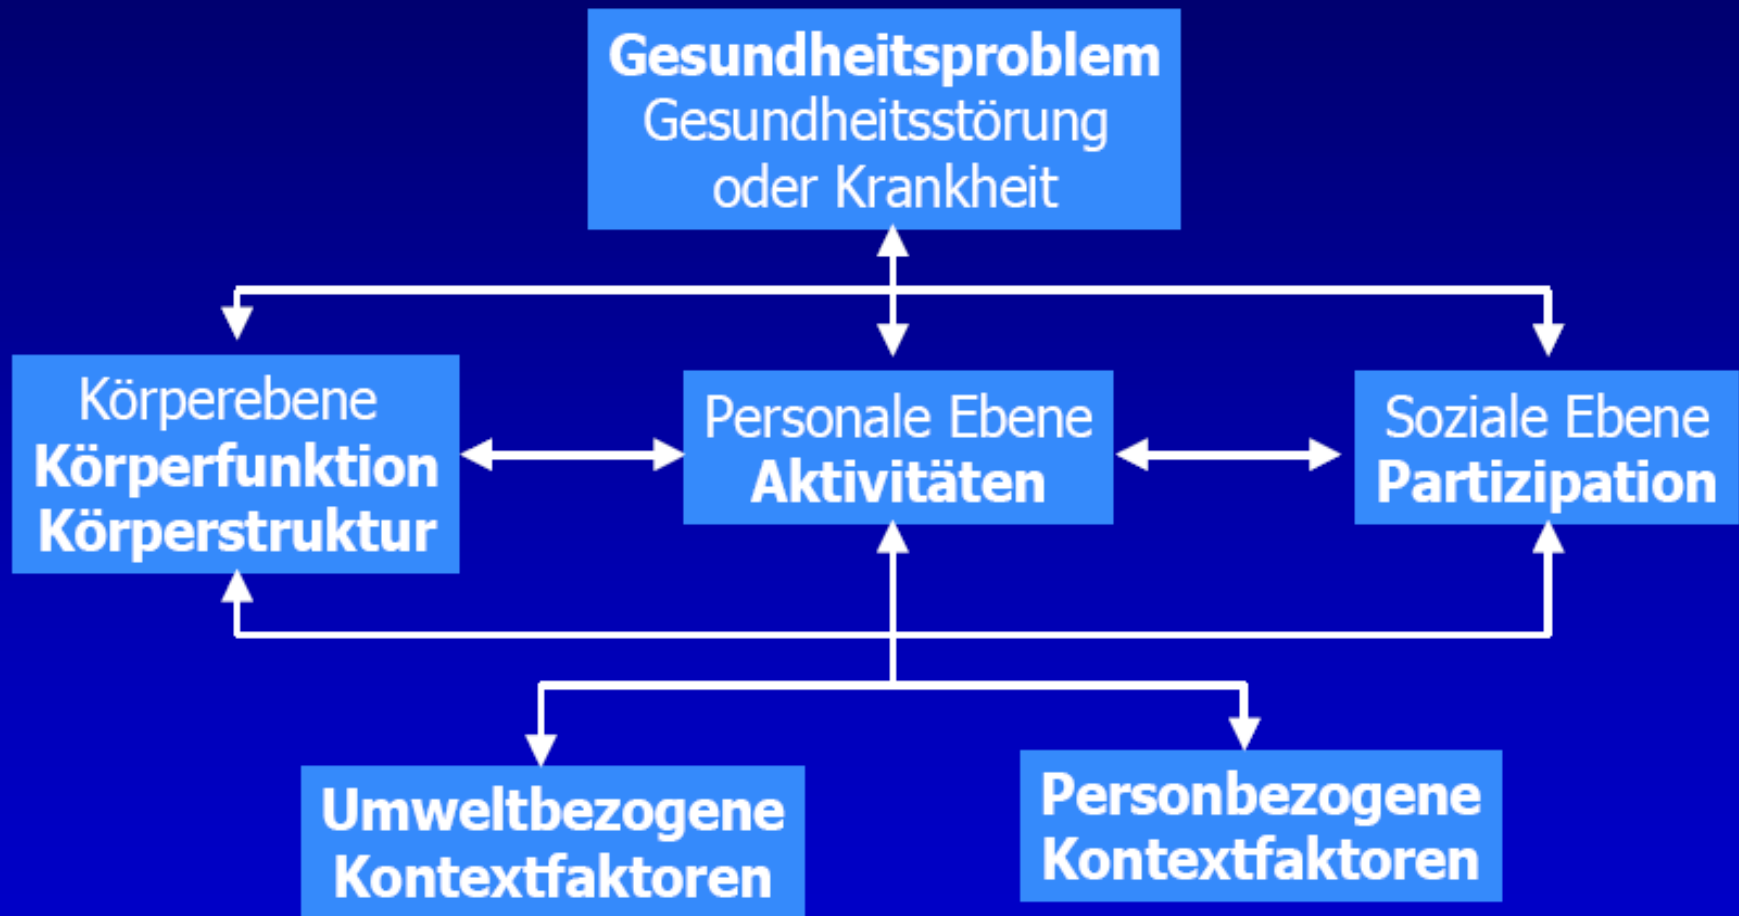 Gesundheitsproblem
Gesundheitsstörung
oder Krankheit
Körperebene
Körperfunktion
Körperstruktur
Personale Ebene
Aktivitäten
Soziale Ebene
Partizipation
Umweltbezogene
Kontextfaktoren
Personbezogene
Kontextfaktoren